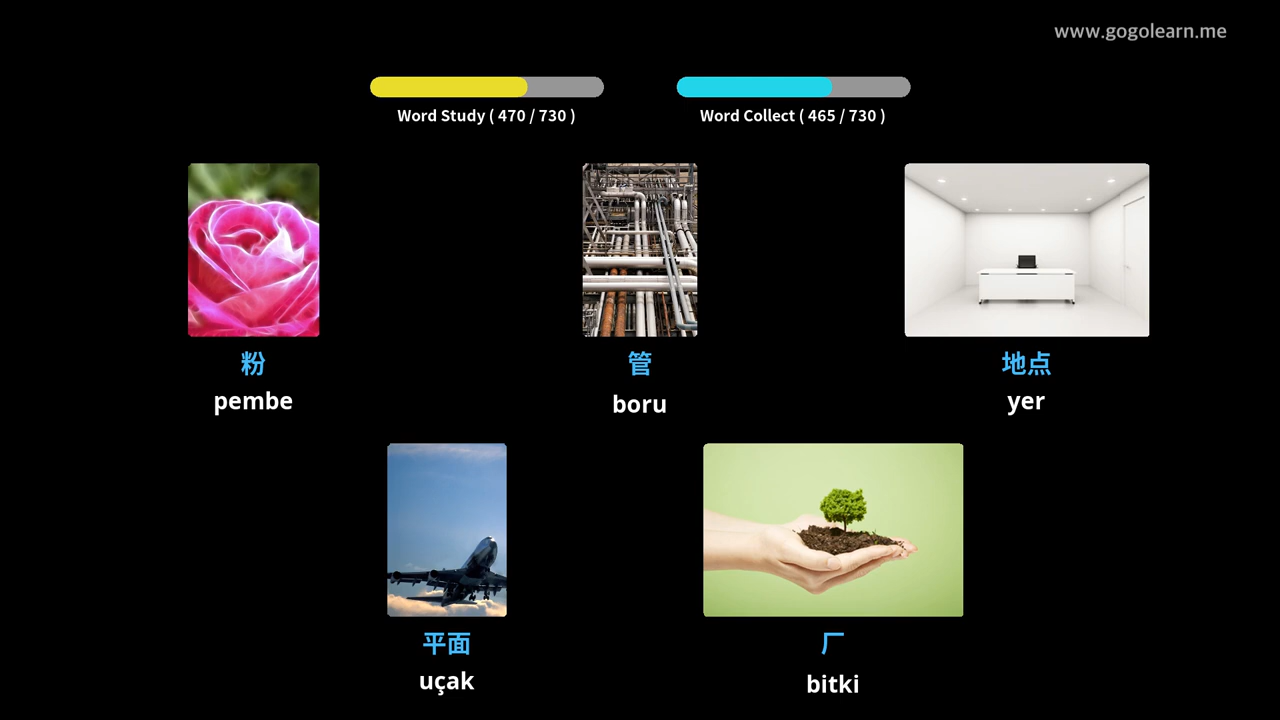 www.gogolearn.me
Word Study ( 470 / 730 )
Word Collect ( 465 / 730 )
粉
pembe
管
boru
地点
yer
平面
uçak
厂
bitki